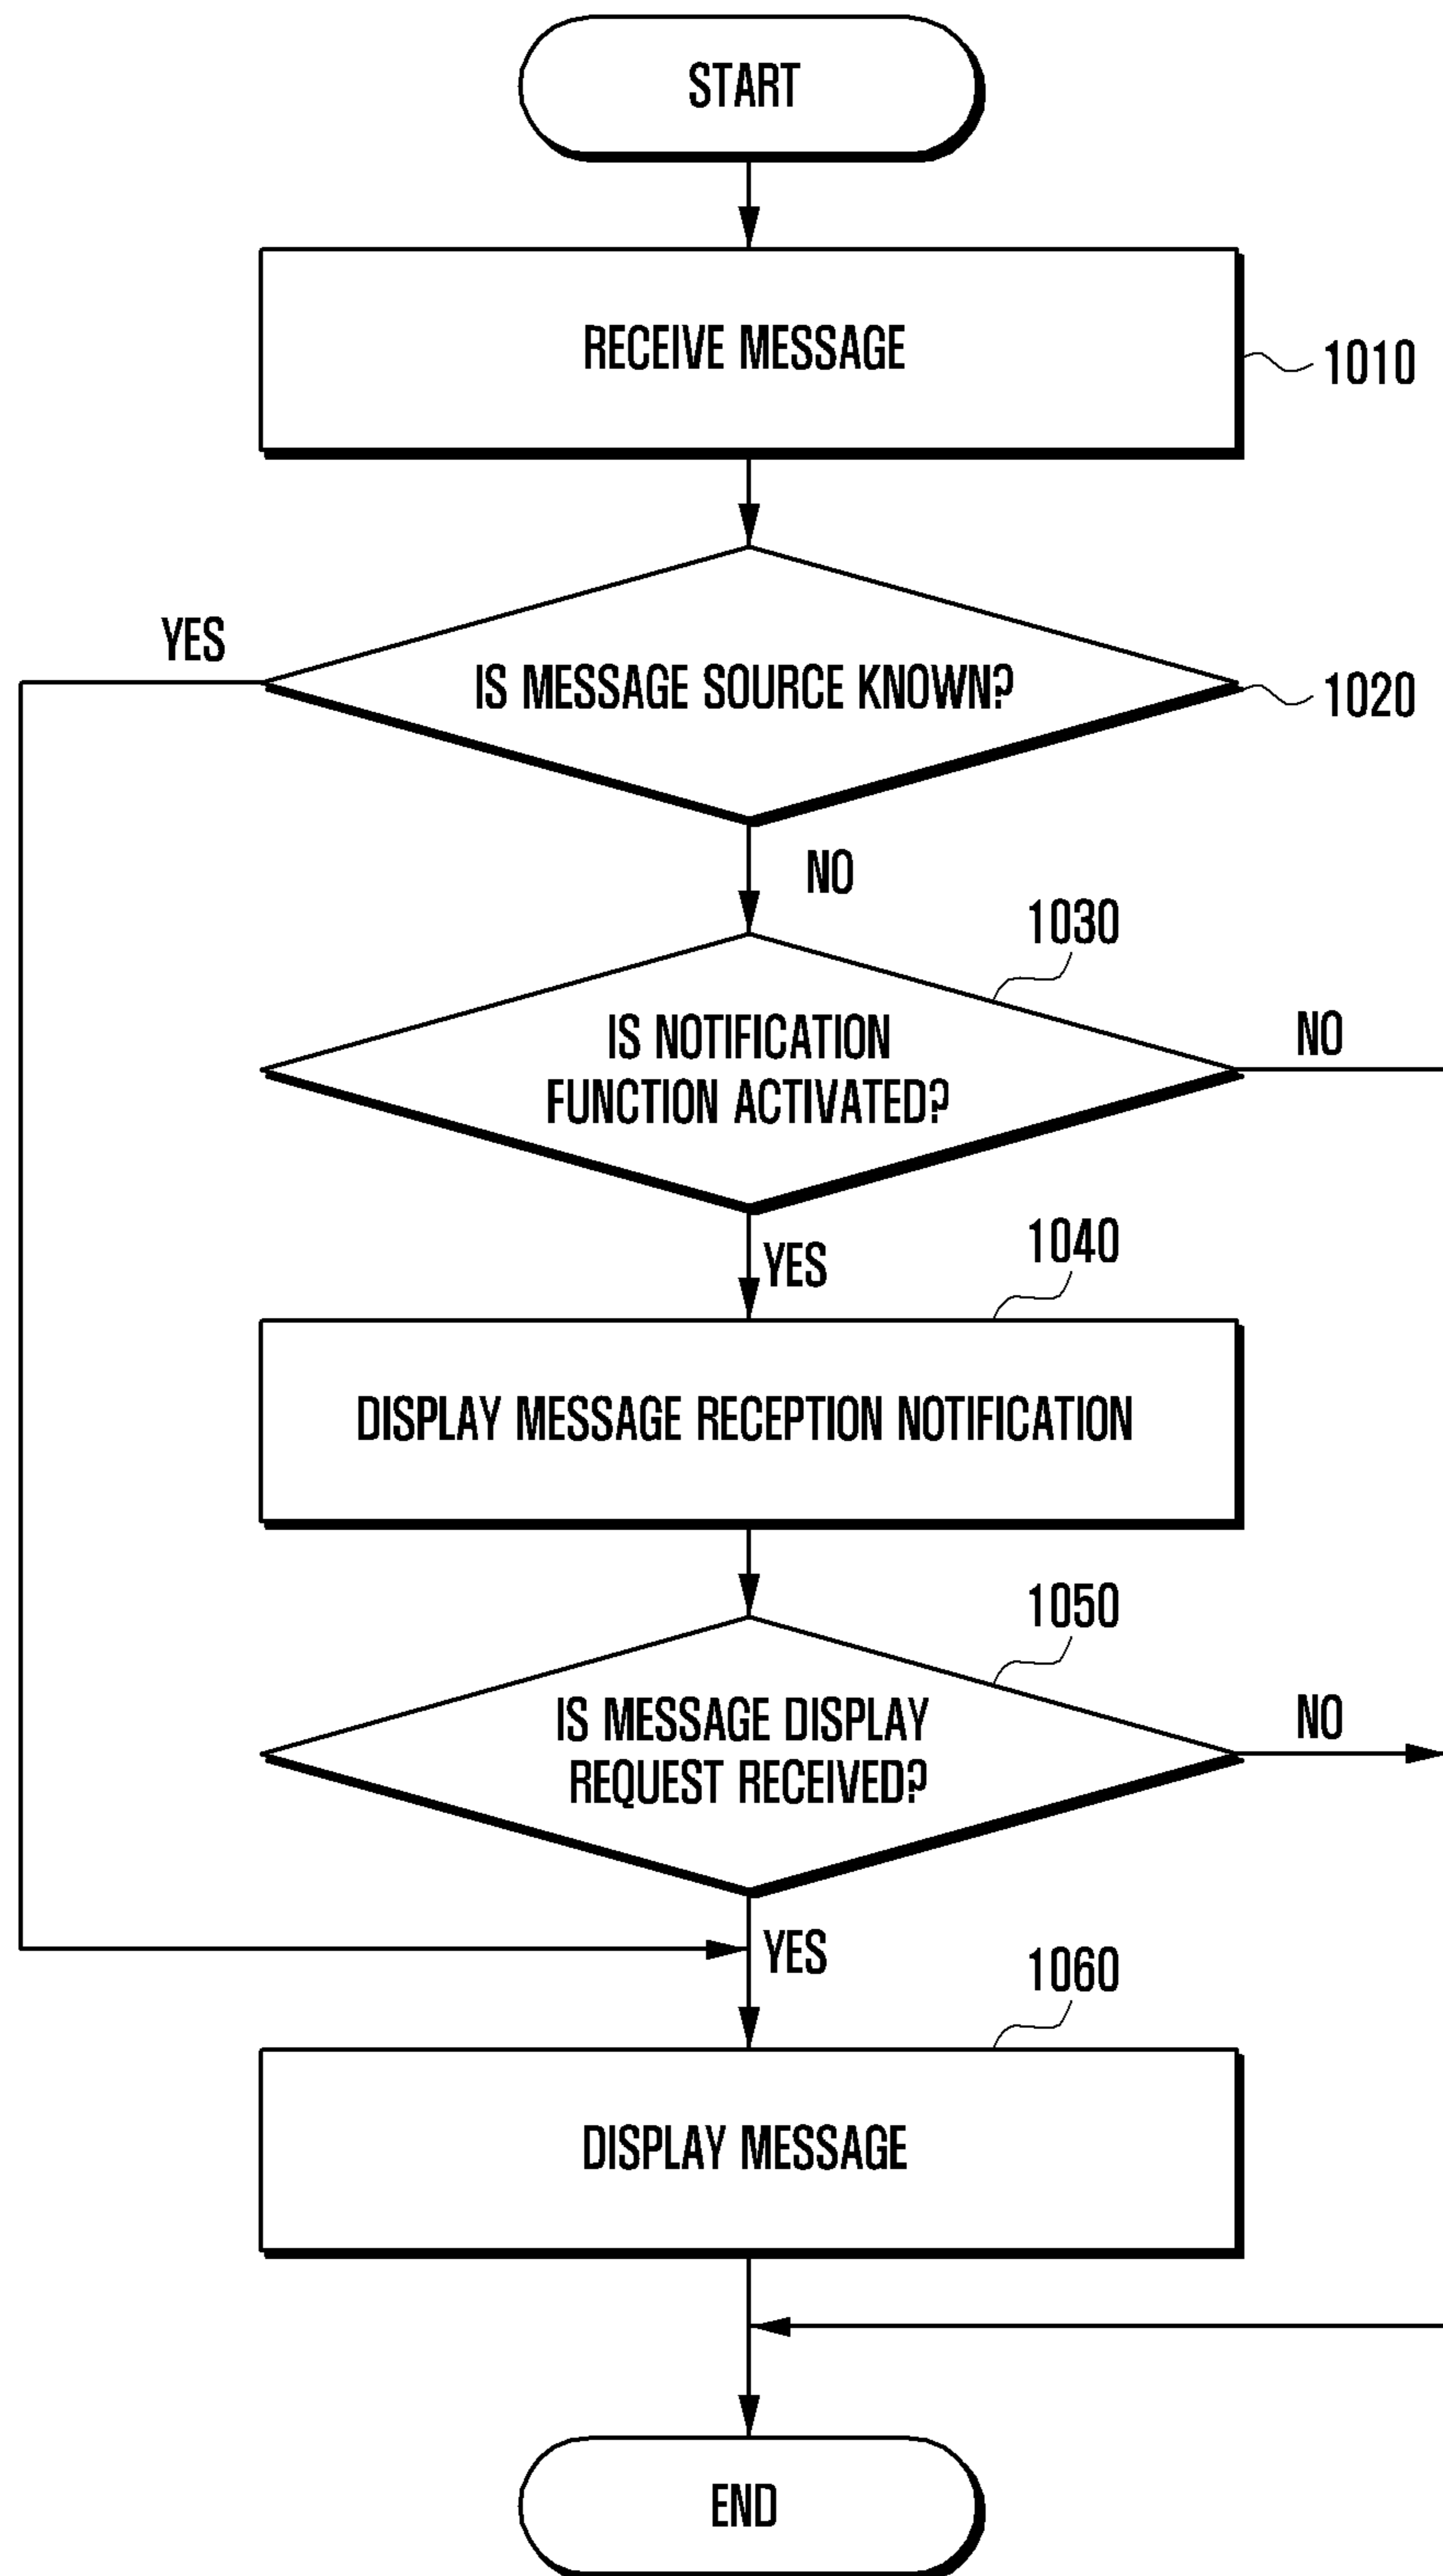 START
RECEIVE MESSAGE
1010
YES
IS MESSAGE SOURCE KNOWN?
1020
NO
1030
IS NOTIFICATION
FUNCTION ACTIVATED?
NO
YES
1040
DISPLAY MESSAGE RECEPTION NOTIFICATION
1050
IS MESSAGE DISPLAY
REQUEST RECEIVED?
NO
YES
1060
DISPLAY MESSAGE
END